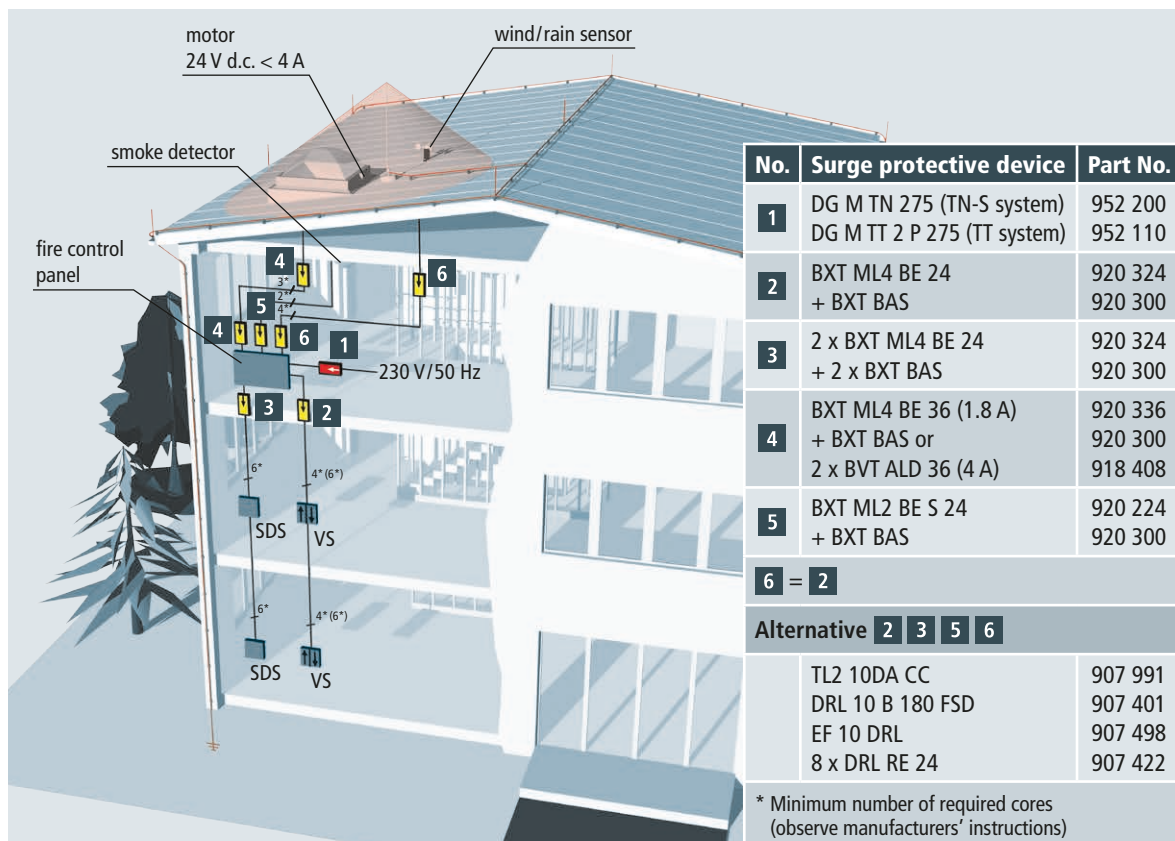 motor
24 V d.c. < 4 A
wind/rain sensor
smoke detector
fire control
panel
4
3*
2*
4*
6
5
4
6
1
230 V/50 Hz
3
2
6*
4* (6*)
SDS
VS
6*
4* (6*)
SDS
VS
No. Surge protective device Part No.
1
DG M TN 275 (TN-S system) 952 200
DG M TT 2 P 275 (TT system) 952 110
2
BXT ML4 BE 24 920 324
+ BXT BAS 920 300
3
2 x BXT ML4 BE 24 920 324
+ 2 x BXT BAS 920 300
4
BXT ML4 BE 36 (1.8 A) 920 336
+ BXT BAS or 920 300
2 x BVT ALD 36 (4 A) 918 408
5
BXT ML2 BE S 24 920 224
+ BXT BAS 920 300
6 = 2
Alternative 2 3 5 6
TL2 10DA CC 907 991
DRL 10 B 180 FSD 907 401
EF 10 DRL 907 498
8 x DRL RE 24 907 422
* Minimum number of required cores
(observe manufacturers' instructions)